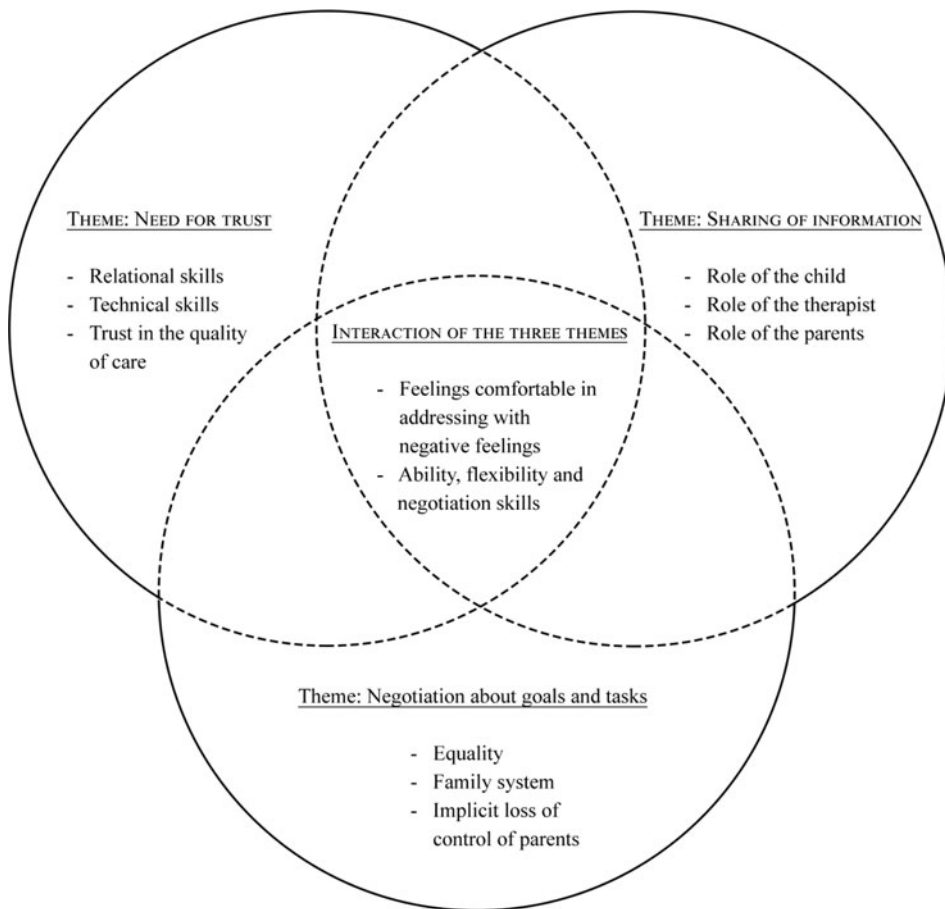 THEME: NEED FOR TRUST
- Relational skills
- Technical skills
- Trust in the quality
of care
THEME: SHARING OF INFORMATION
- Role of the child
- Role of the therapist
- Role of the parents
INTERACTION OF THE THREE THEMES
- Feelings comfortable in
addressing with
negative feelings
- Ability, flexibility and
negotiation skills
Theme: Negotiation about goals and tasks
- Equality
- Family system
- Implicit loss of
control of parents